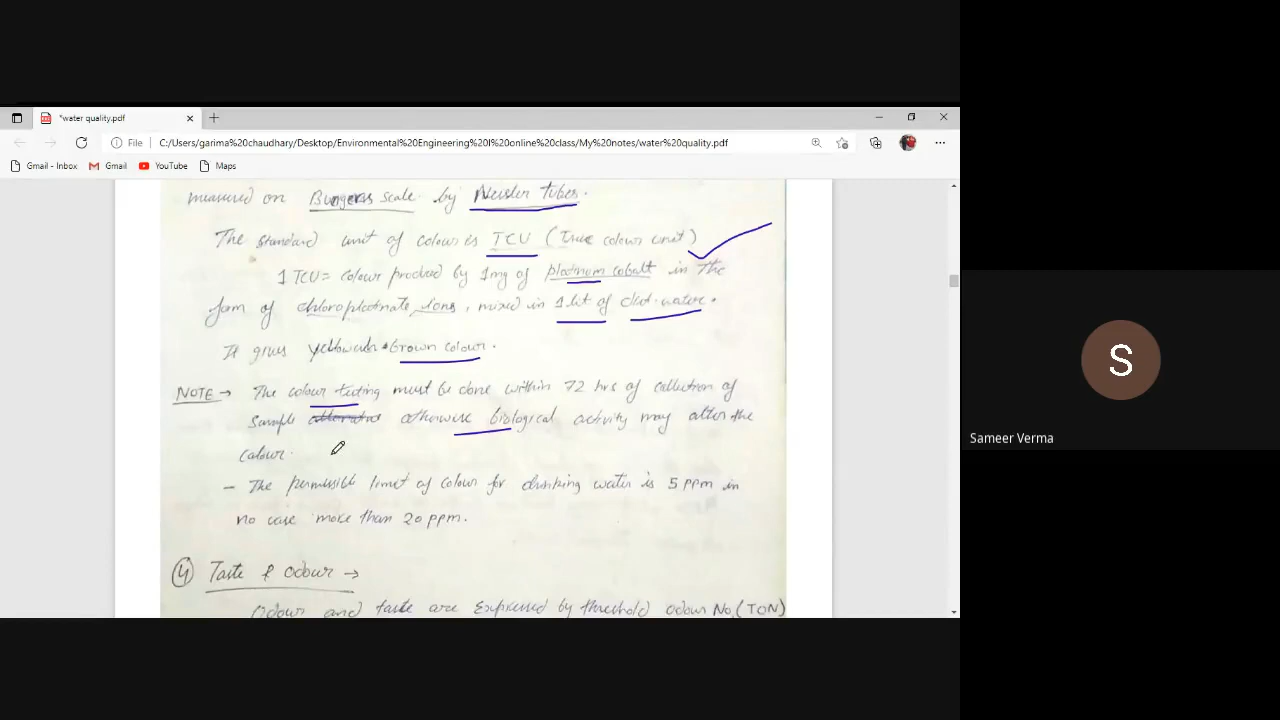 *water quality.pdf
File
C:/Users/garima%20chaudhary/Desktop/Environmental%20Engineering%20I%20online%20class/My%20notes/water%20quality.pdf
Gmail - Inbox Gmail YouTube Maps
measured on Burgers scale by Nesler tubes.
The standard unit of colour is TCU (True colour unit)
1 TCU = colour produced by 1mg of platnum cobalt in the
form of chloroplatnate ions, mixed in 1 lit of dist. water.
It gives yellowish brown colour.
NOTE → The colour testing must be done within 72 hrs of collection of
Sample otherwise biological activity may alter the
colour.
- The permissible limit of colour for drinking water is 5 ppm in
no case more than 20 ppm.
4 Taste & odour →
Odour and taste are expressed by threshold odour No. (TON)
S
Sameer Verma